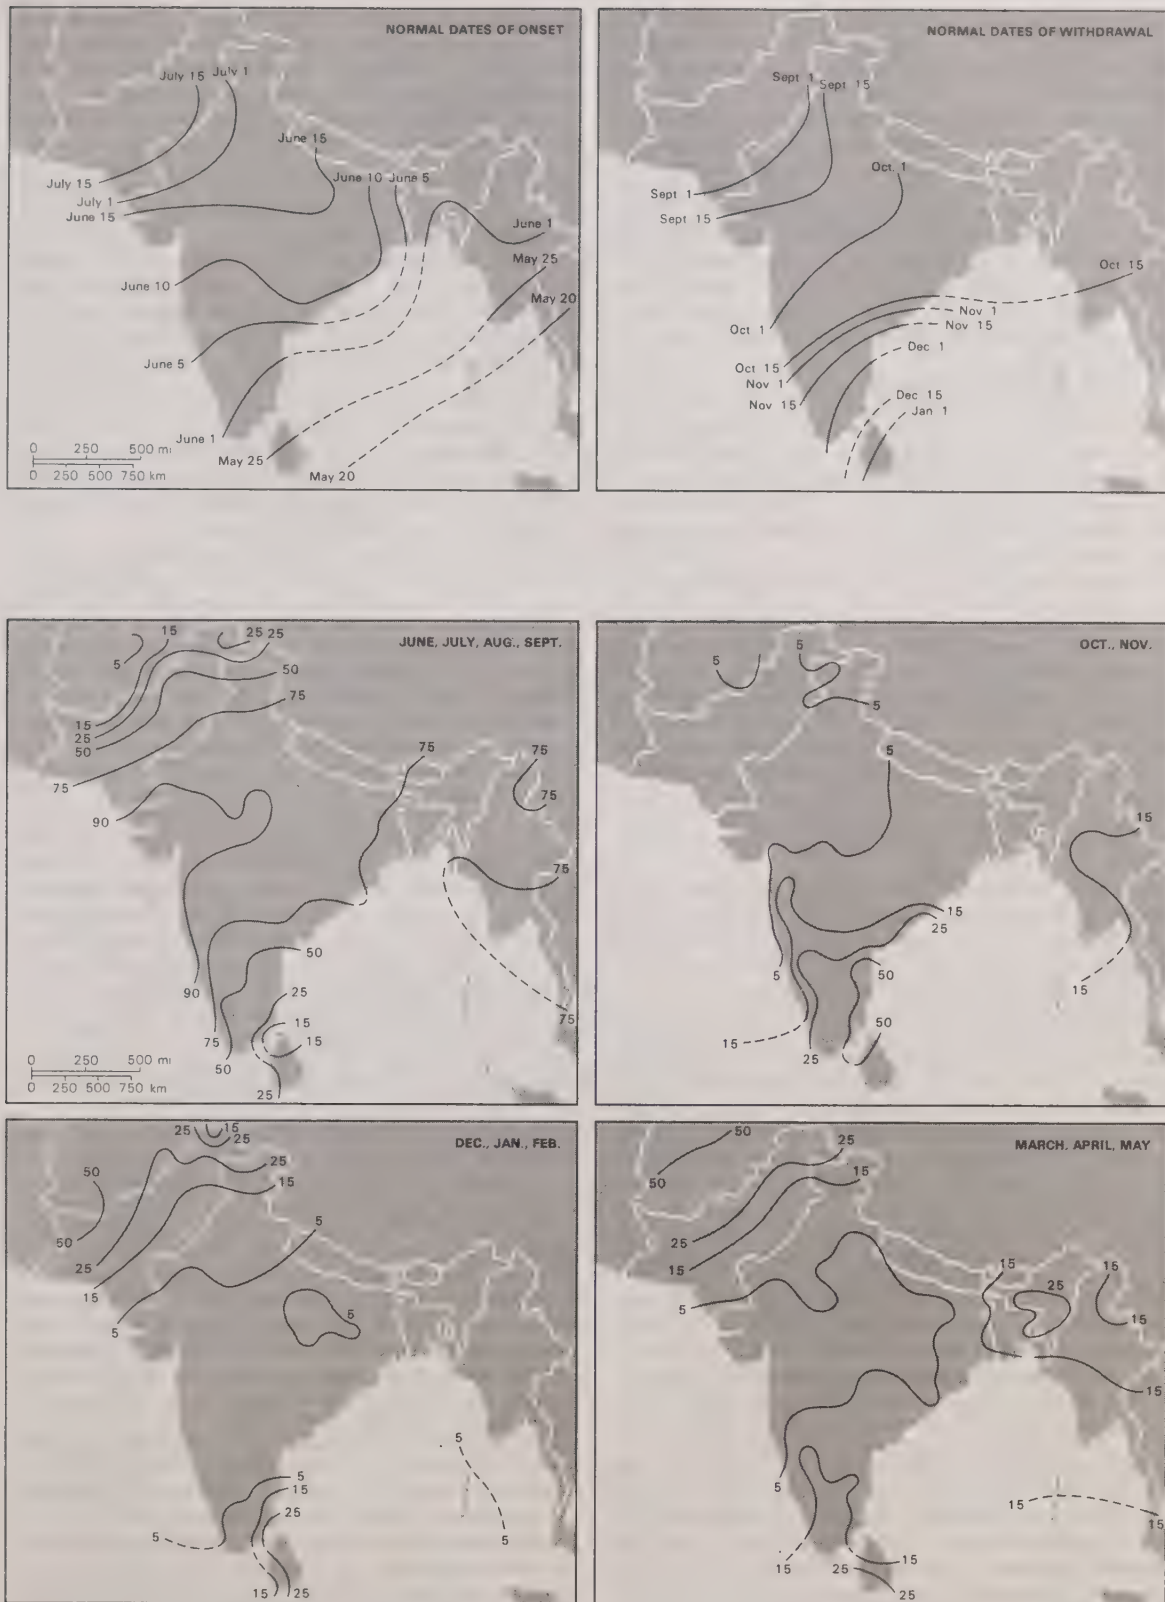 NORMAL DATES OF ONSET
July 15 July 1
June 15
June 10 June 5
July 15
July 1
June 15
June 1
May 25
June 10
May 20
June 5
June 1
May 25
May 20
0 250 500 mi
0 250 500 750 km
NORMAL DATES OF WITHDRAWAL
Sept 1 Sept 15
Oct. 1
Sept 1
Sept 15
Oct 15
Nov 1
Oct 1
Nov 15
Dec 1
Oct 15
Nov 1
Nov 15
Dec 15
Jan 1
JUNE, JULY, AUG., SEPT.
15 25 25
5
50
75
15
25
50
75
75
75
75
90
75
50
90
25
15
75
15
75
50
25
0 250 500 mi
0 250 500 750 km
OCT., NOV.
5 5
5
5
15
15
25
5
50
15
50
15
25
DEC., JAN., FEB.
25 15
25
50
25
15
5
50
25
15
5
5
5
5
15
25
5
5
15 25
MARCH, APRIL, MAY
50
25
15
50
25
15
15
25
15
5
15
15
5
15
15
15
15
25
25